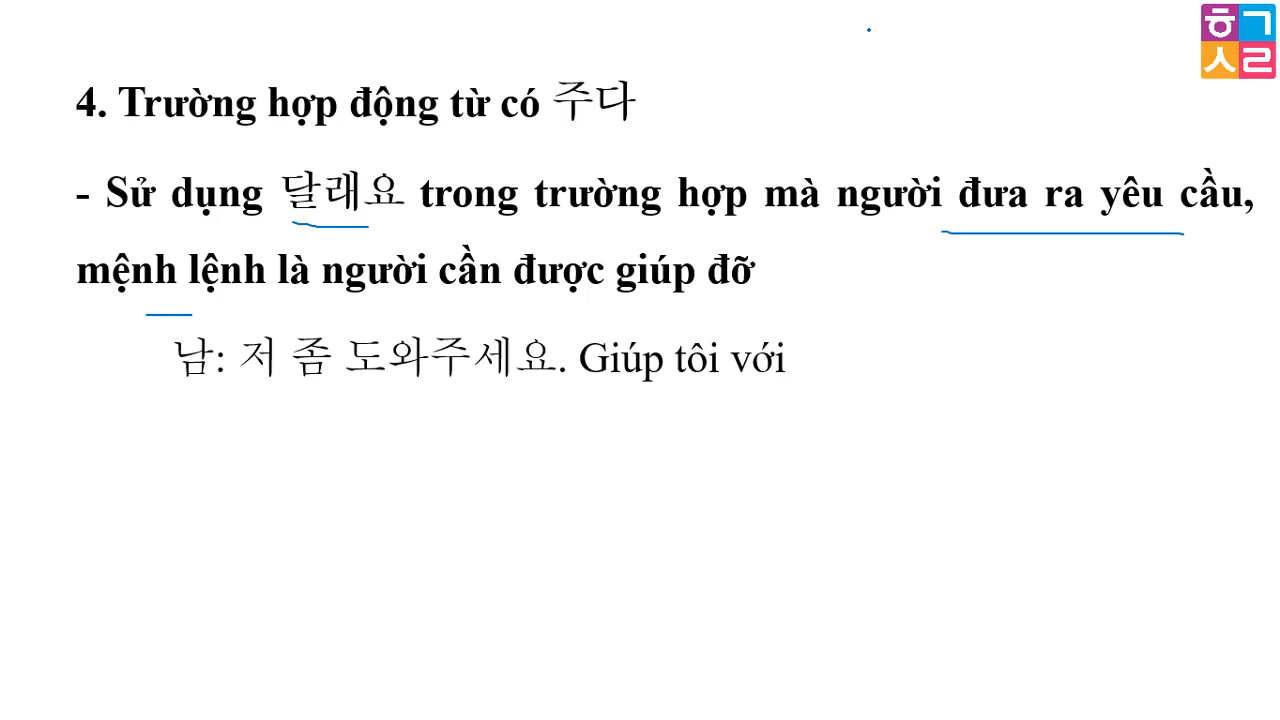 ㅎㄱ
ㅅㄹ
4. Trường hợp động từ có 주다
- Sử dụng 달래요 trong trường hợp mà người đưa ra yêu cầu,
mệnh lệnh là người cần được giúp đỡ
남: 저 좀 도와주세요. Giúp tôi với